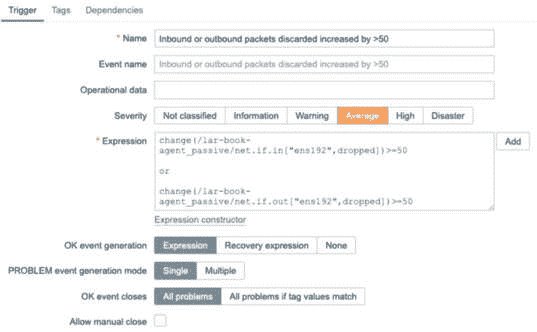 Trigger Tags Dependencies
* Name Inbound or outbound packets discarded increased by >50
Event name Inbound or outbound packets discarded increased by >50
Operational data
Severity Not classified Information Warning Average High Disaster
* Expression change(/lar-book-
agent_passive/net.if.in["ens192",dropped])>=50 Add
or
change(/lar-book-
agent_passive/net.if.out["ens192",dropped])>=50
Expression constructor
OK event generation Expression Recovery expression None
PROBLEM event generation mode Single Multiple
OK event closes All problems All problems if tag values match
Allow manual close